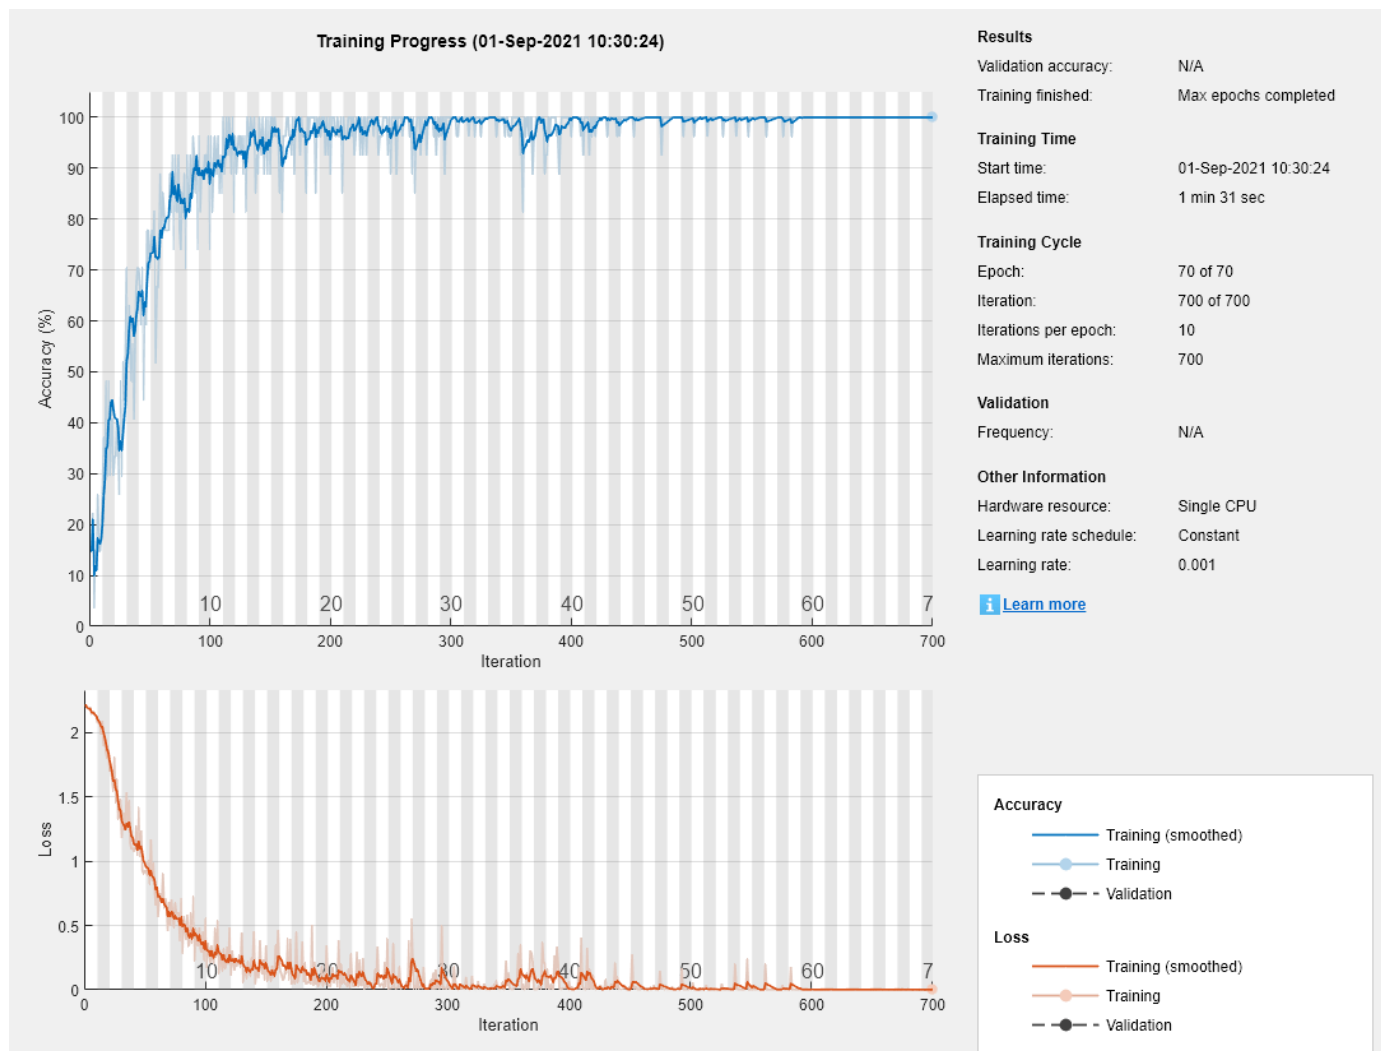 Training Progress (01-Sep-2021 10:30:24)
100
90
80
70
60
50
40
30
20
10
0
Accuracy (%)
10 20 30 40 50 60 7
0 100 200 300 400 500 600 700
Iteration
2
1.5
1
0.5
0
Loss
10 20 30 40 50 60 7
0 100 200 300 400 500 600 700
Iteration
Results
Validation accuracy: N/A
Training finished: Max epochs completed
Training Time
Start time: 01-Sep-2021 10:30:24
Elapsed time: 1 min 31 sec
Training Cycle
Epoch: 70 of 70
Iteration: 700 of 700
Iterations per epoch: 10
Maximum iterations: 700
Validation
Frequency: N/A
Other Information
Hardware resource: Single CPU
Learning rate schedule: Constant
Learning rate: 0.001
i Learn more
Accuracy
Training (smoothed)
Training
Validation
Loss
Training (smoothed)
Training
Validation